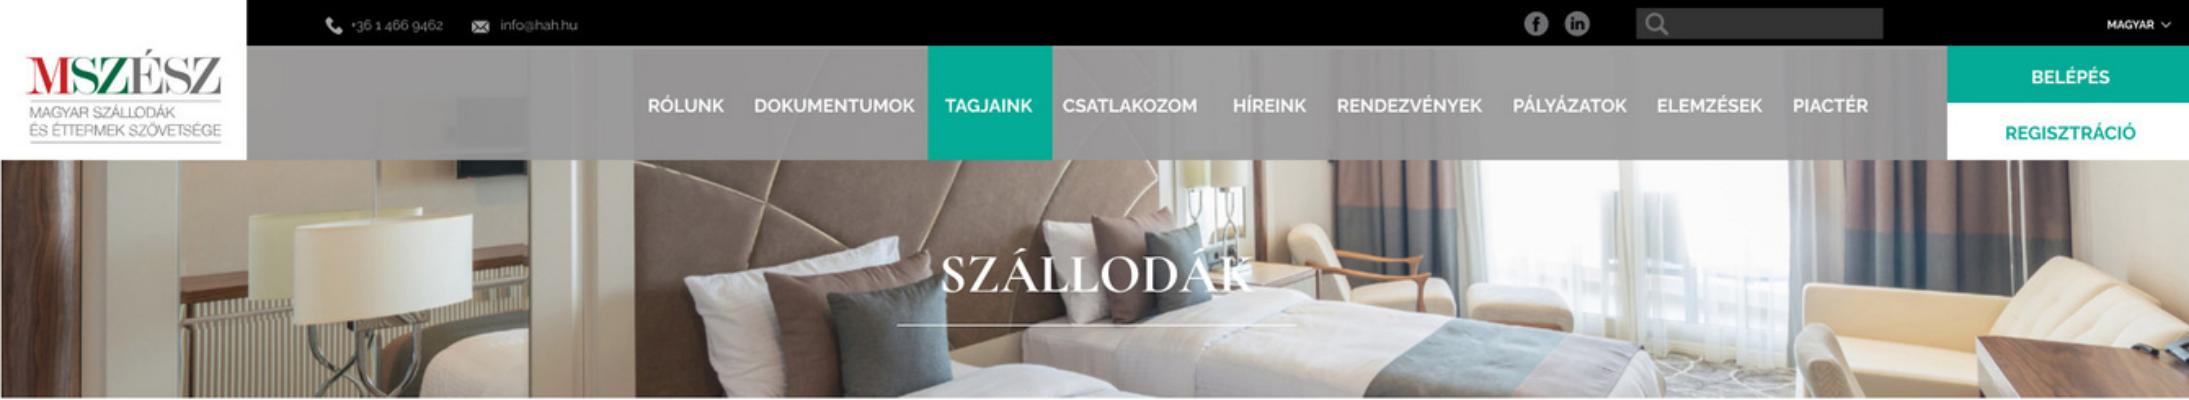 +36 1 466 9462
info@hah.hu
MAGYAR
MSZÉSZ
MAGYAR SZÁLLODÁK
ÉS ÉTTERMEK SZÖVETSÉGE
RÓLUNK
DOKUMENTUMOK
TAGJAINK
CSATLAKOZOM
HÍREINK
RENDEZVÉNYEK
PÁLYÁZATOK
ELEMZÉSEK
PIACTÉR
BELÉPÉS
REGISZTRÁCIÓ
SZÁLLODÁK